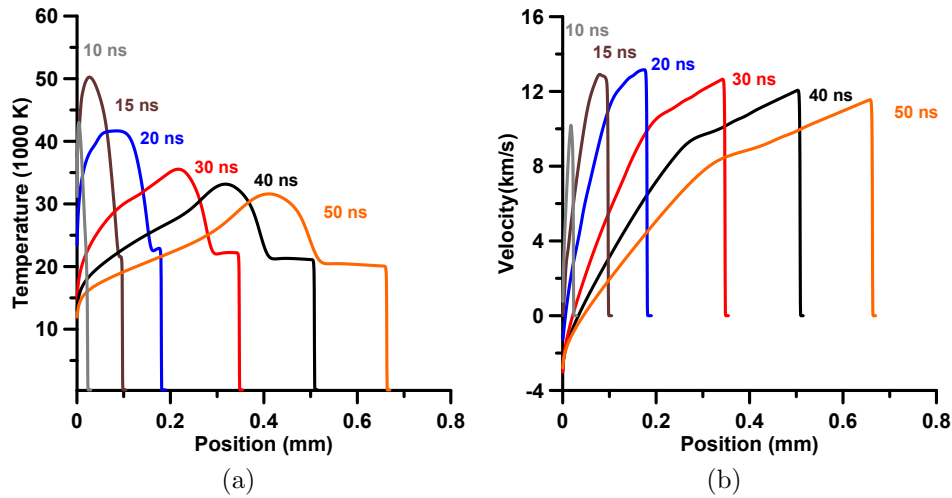 60
50
40
30
20
10
Temperature (1000 K)
10 ns
15 ns
20 ns
30 ns
40 ns
50 ns
0
0.2
0.4
0.6
0.8
Position (mm)
(a)
16
12
8
4
0
-4
Velocity(km/s)
10 ns
15 ns
20 ns
30 ns
40 ns
50 ns
0
0.2
0.4
0.6
0.8
Position (mm)
(b)